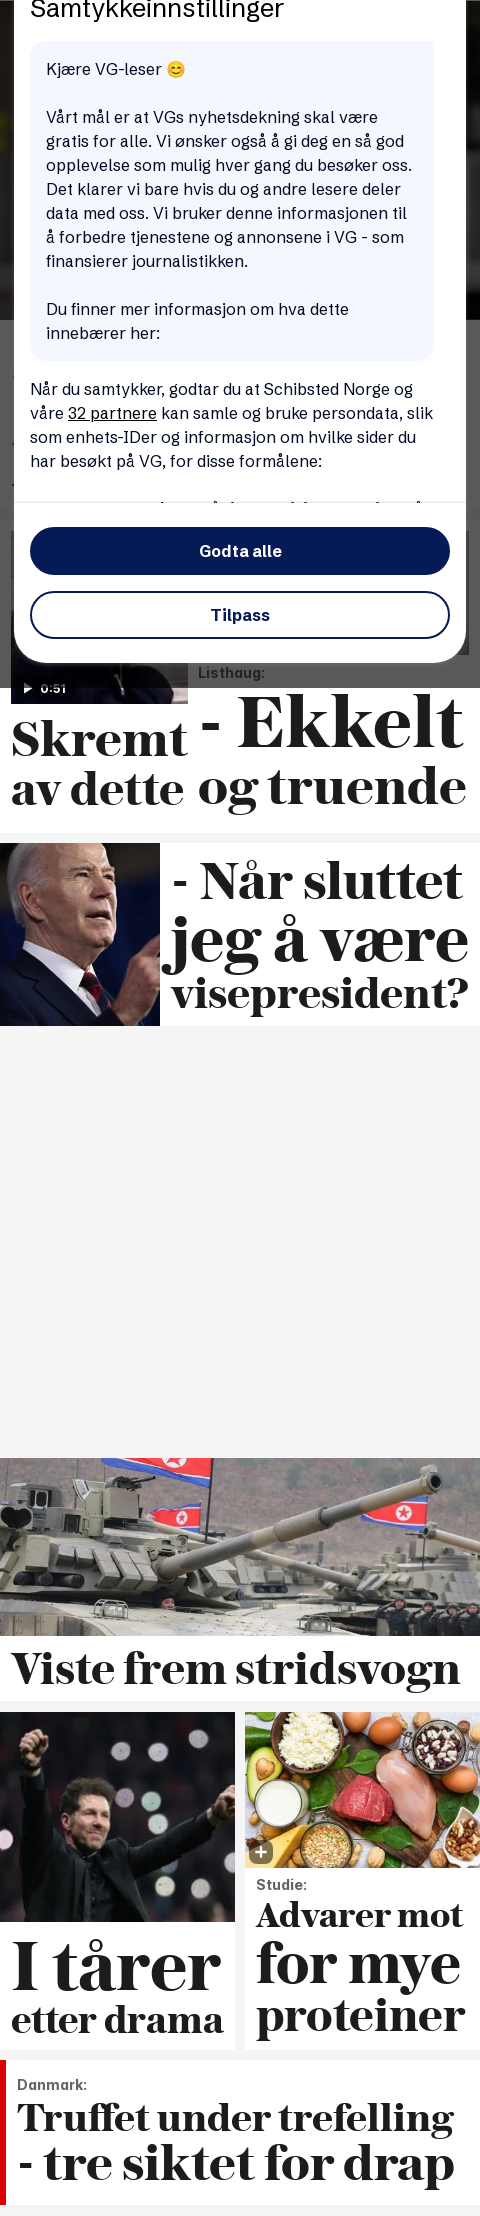 Samtykkeinnstillinger
Kjære VG-leser 😊
Vårt mål er at VGs nyhetsdekning skal være
gratis for alle. Vi ønsker også å gi deg en så god
opplevelse som mulig hver gang du besøker oss.
Det klarer vi bare hvis du og andre lesere deler
data med oss. Vi bruker denne informasjonen til
å forbedre tjenestene og annonsene i VG - som
finansierer journalistikken.
Du finner mer informasjon om hva dette
innebærer her:
Når du samtykker, godtar du at Schibsted Norge og
våre 32 partnere kan samle og bruke persondata, slik
som enhets-IDer og informasjon om hvilke sider du
har besøkt på VG, for disse formålene:
Godta alle
Tilpass
0:51
Skremt
av dette
Listhaug:
- Ekkelt
og truende
- Når sluttet
jeg å være
visepresident?
Viste frem stridsvogn
I tårer
etter drama
Studie:
Advarer mot
for mye
proteiner
Danmark:
Truffet under trefelling
- tre siktet for drap